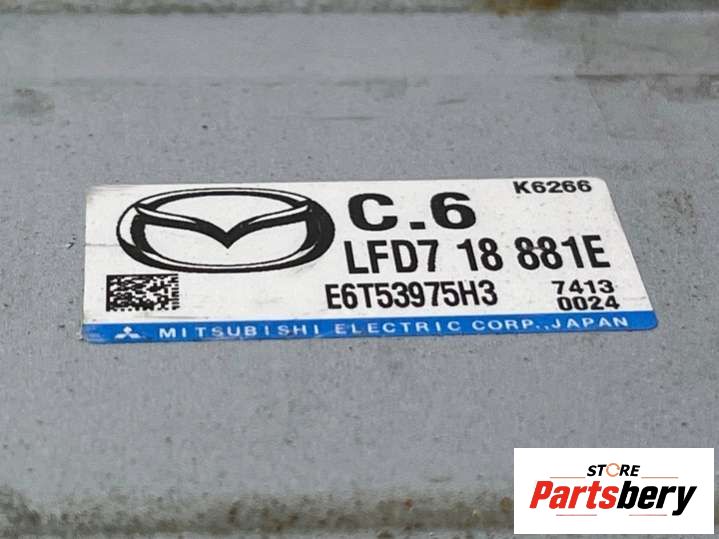 C.6 K6266
LFD7 18 881E
E6T53975H3 7413
0024
MITSUBISHI ELECTRIC CORP., JAPAN
STORE
Partsbery